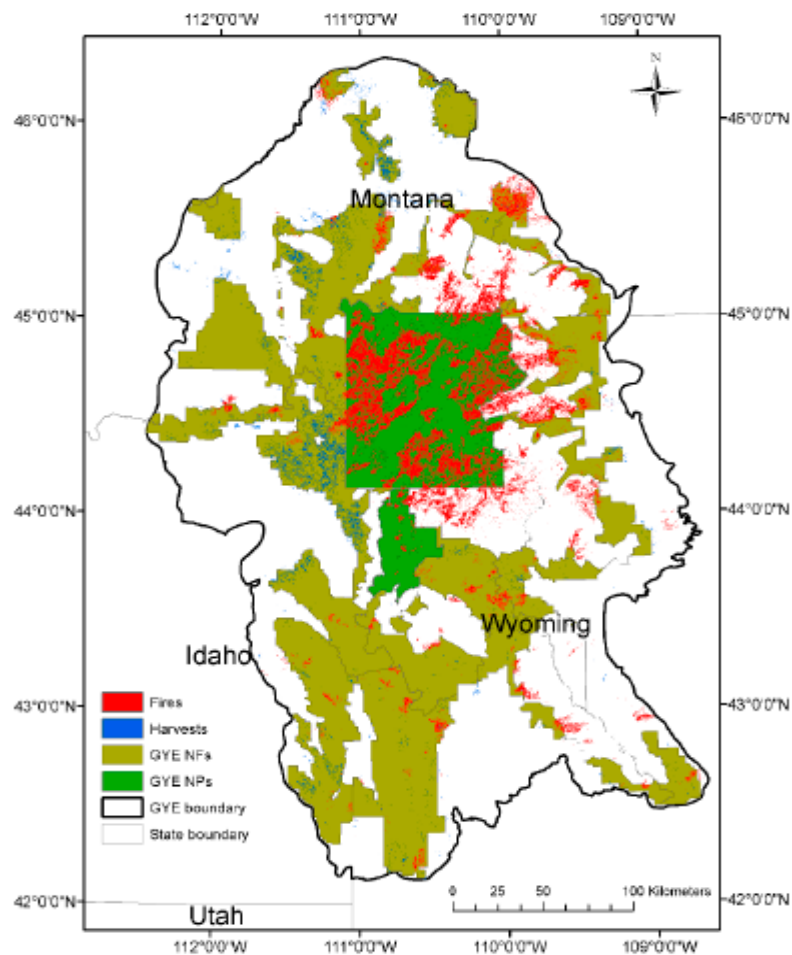 112°0'0"W 111°0'0"W 110°0'0"W 109°0'0"W
N
46°0'0"N 46°0'0"N
Montana
45°0'0"N 45°0'0"N
44°0'0"N 44°0'0"N
Wyoming
Idaho
43°0'0"N 43°0'0"N
Fires
Harvests
GYE NFs
GYE NPs
GYE boundary
State boundary
0 25 50 100 Kilometers
42°0'0"N 42°0'0"N
Utah
112°0'0"W 111°0'0"W 110°0'0"W 109°0'0"W